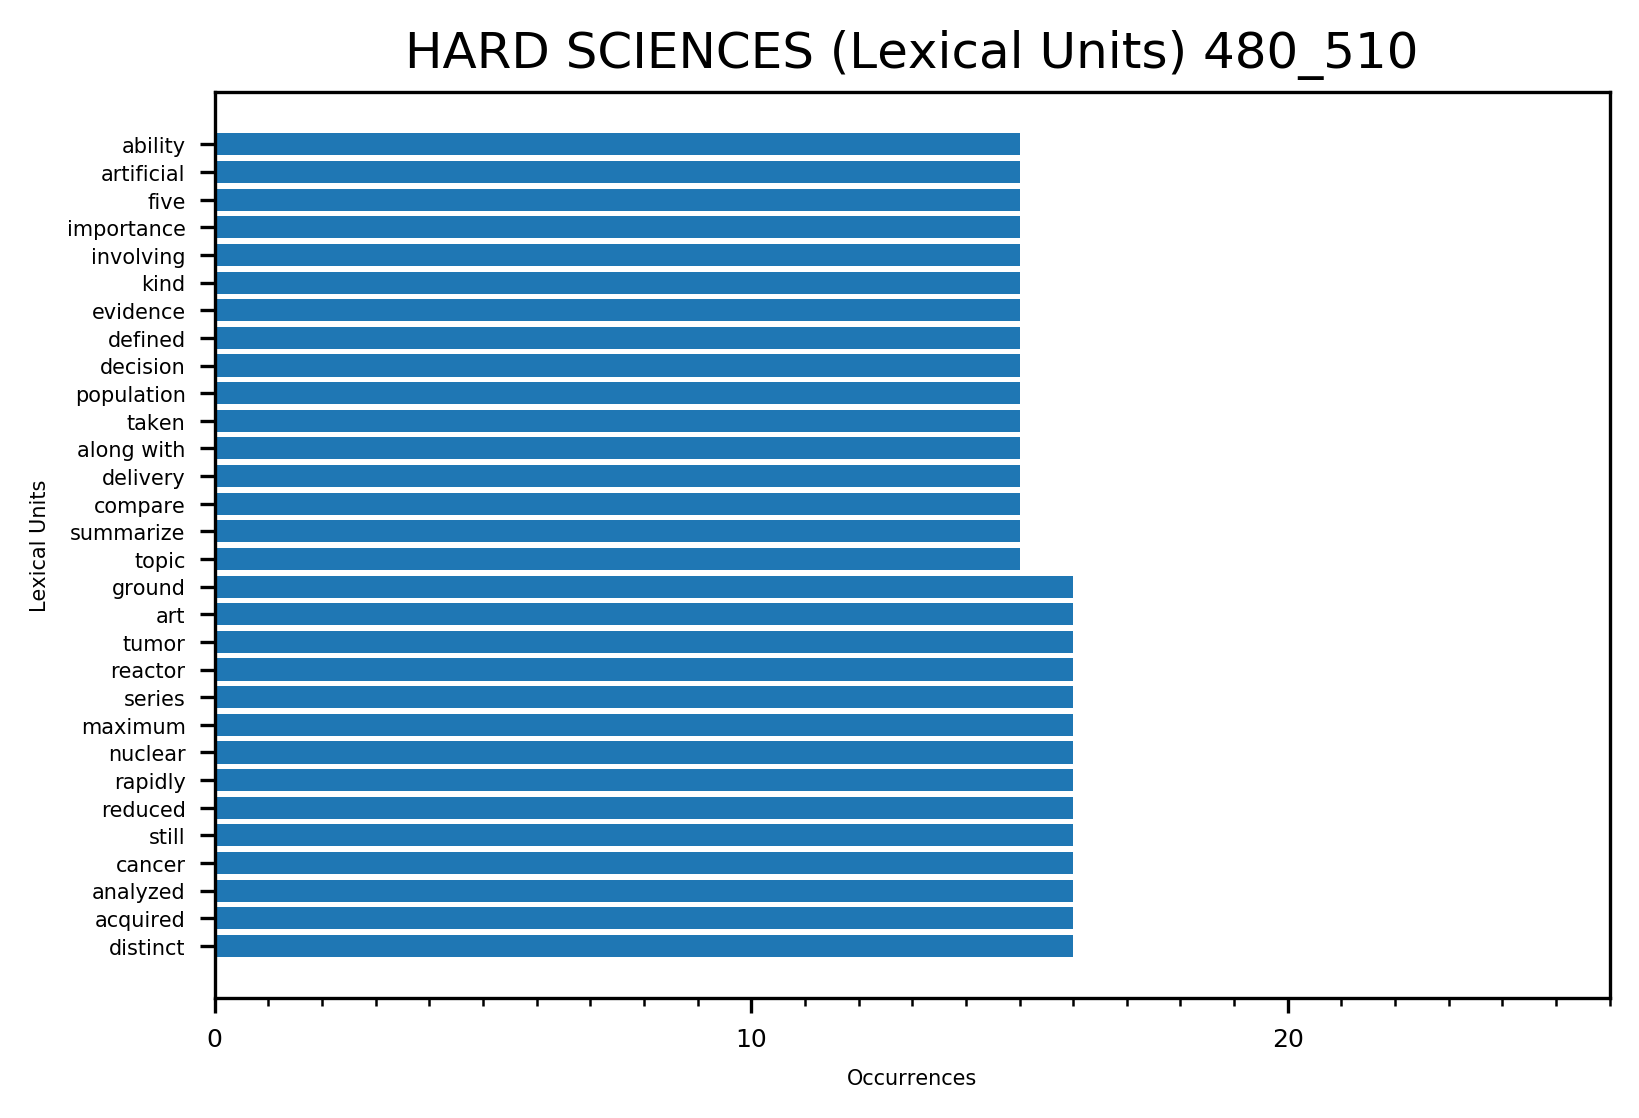 HARD SCIENCES (Lexical Units) 480_510
ability
artificial
five
importance
involving
kind
evidence
defined
decision
population
taken
along with
delivery
compare
summarize
topic
ground
art
tumor
reactor
series
maximum
nuclear
rapidly
reduced
still
cancer
analyzed
acquired
distinct
Lexical Units
0 10 20
Occurrences